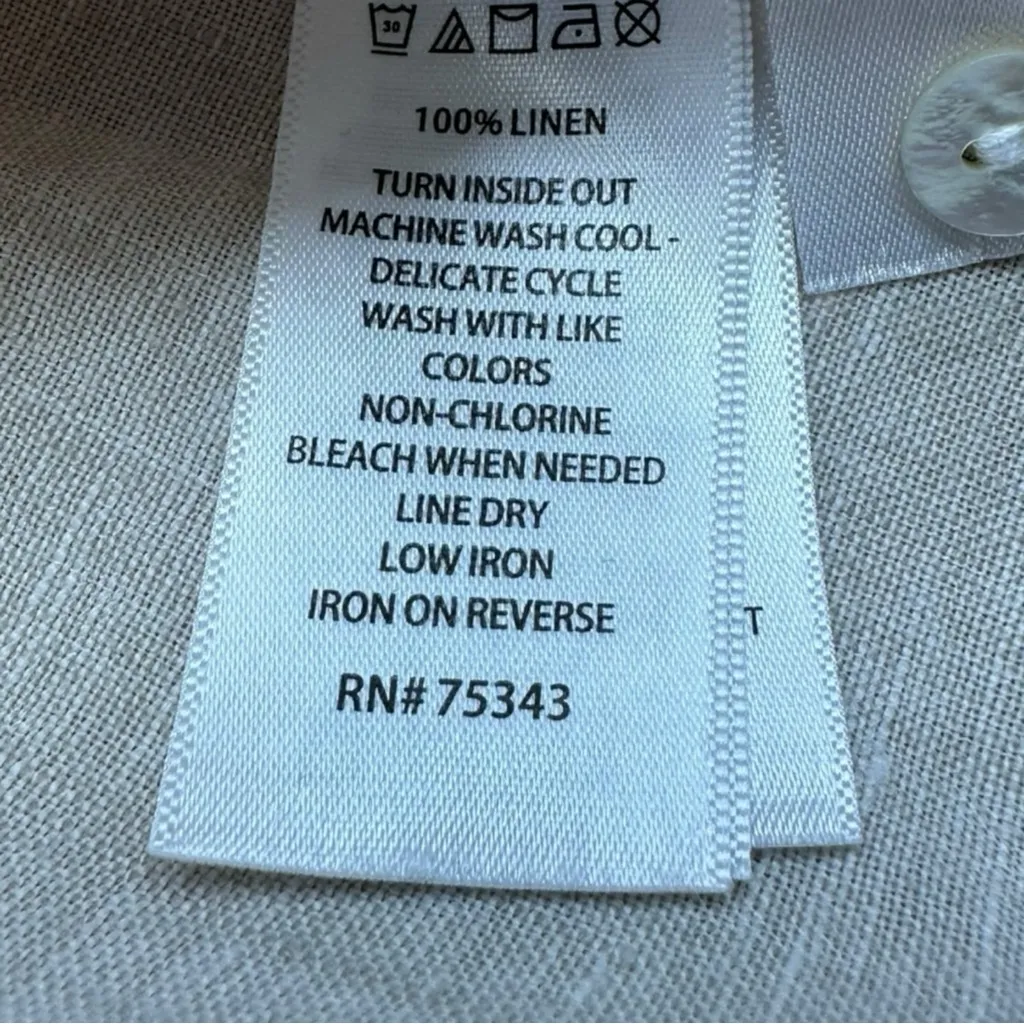 30
100% LINEN
TURN INSIDE OUT
MACHINE WASH COOL -
DELICATE CYCLE
WASH WITH LIKE
COLORS
NON-CHLORINE
BLEACH WHEN NEEDED
LINE DRY
LOW IRON
IRON ON REVERSE
RN# 75343
T